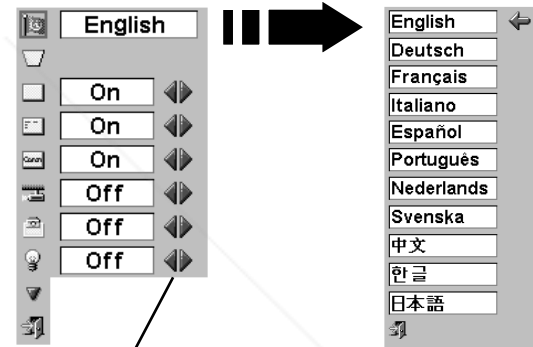 English
On
On
Canon
On
Off
Off
Off
English
Deutsch
Français
Italiano
Español
Português
Nederlands
Svenska
中文
한글
日本語